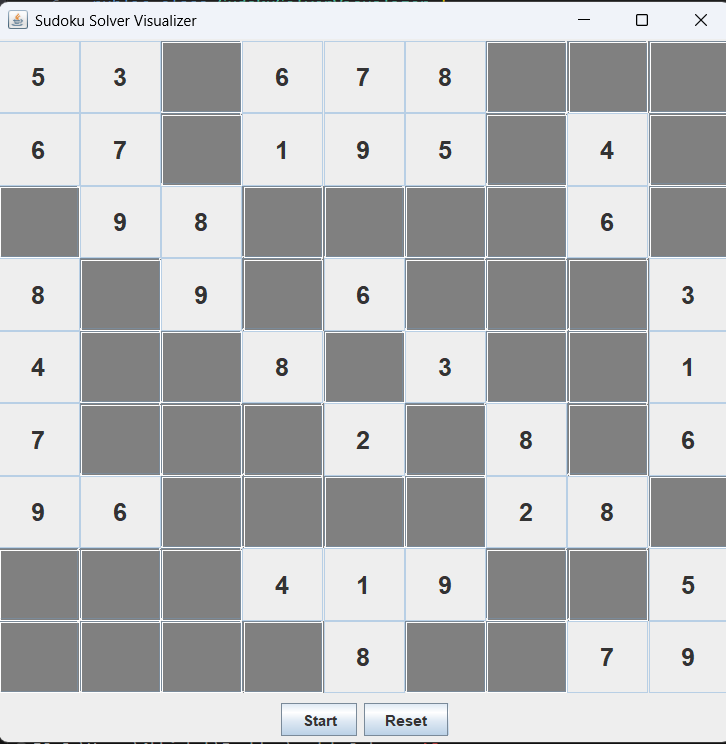 Sudoku Solver Visualizer
5 3 6 7 8
6 7 1 9 5 4
9 8 6
8 9 6 3
4 8 3 1
7 2 8 6
9 6 2 8
4 1 9 5
8 7 9
Start Reset